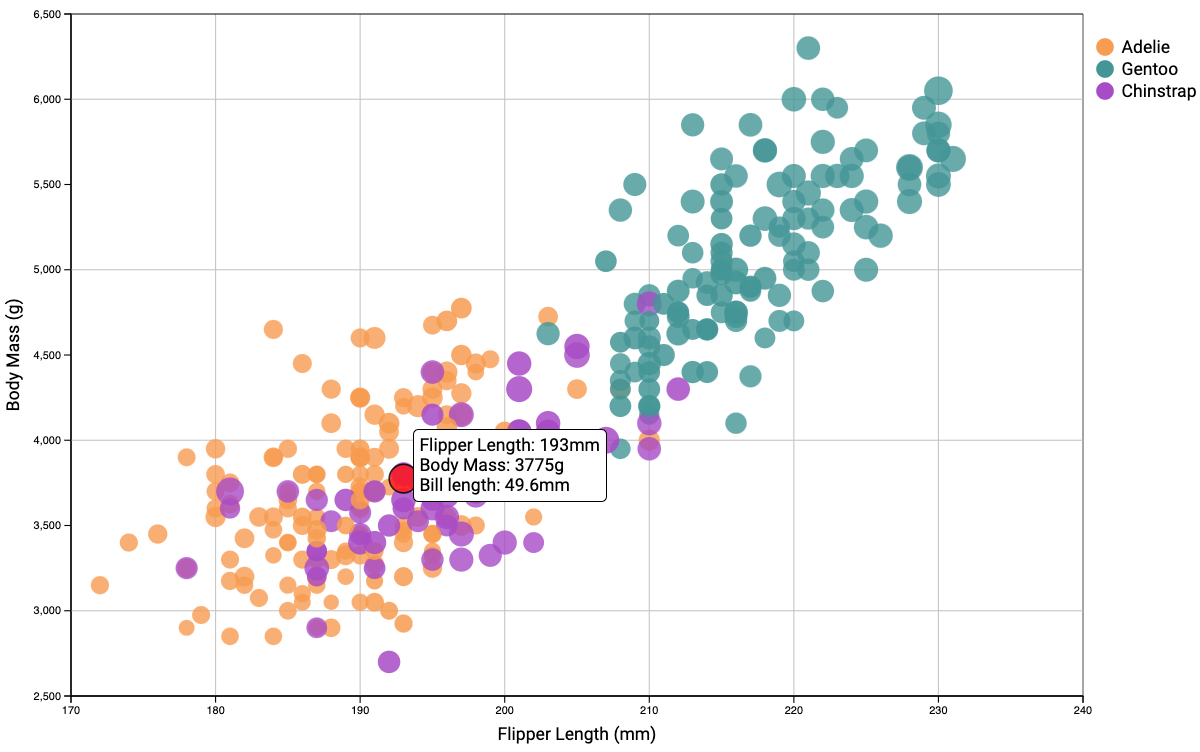 6,500
6,000
5,500
5,000
4,500
4,000
3,500
3,000
2,500
Body Mass (g)
170 180 190 200 210 220 230 240
Flipper Length (mm)
Adelie
Gentoo
Chinstrap
Flipper Length: 193mm
Body Mass: 3775g
Bill length: 49.6mm